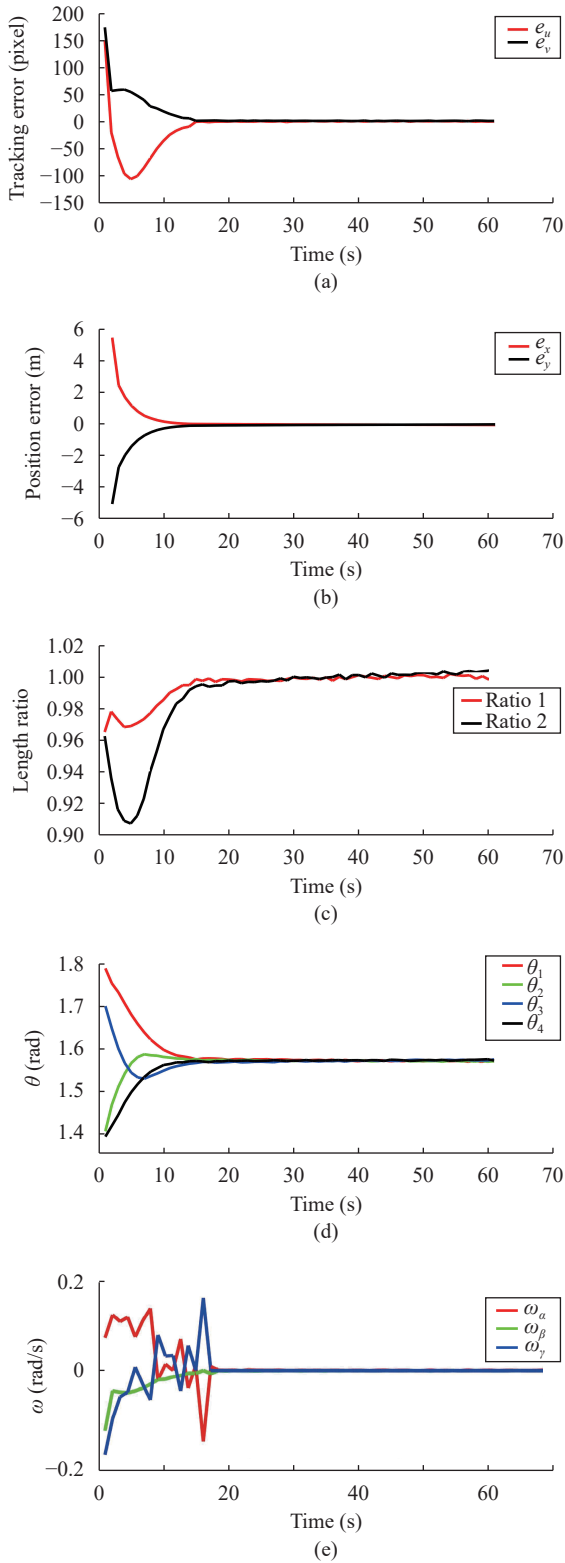 200
150
100
50
0
−50
−100
−150
Tracking error (pixel)
e_u
e_v
0 10 20 30 40 50 60 70
Time (s)
(a)
6
4
2
0
−2
−4
−6
Position error (m)
e_x
e_y
0 10 20 30 40 50 60 70
Time (s)
(b)
1.02
1.00
0.98
0.96
0.94
0.92
0.90
Length ratio
Ratio 1
Ratio 2
0 10 20 30 40 50 60 70
Time (s)
(c)
1.8
1.7
1.6
1.5
1.4
θ (rad)
θ_1
θ_2
θ_3
θ_4
0 10 20 30 40 50 60 70
Time (s)
(d)
0.2
0
−0.2
ω (rad/s)
ω_α
ω_β
ω_γ
0 10 20 30 40 50 60 70
Time (s)
(e)